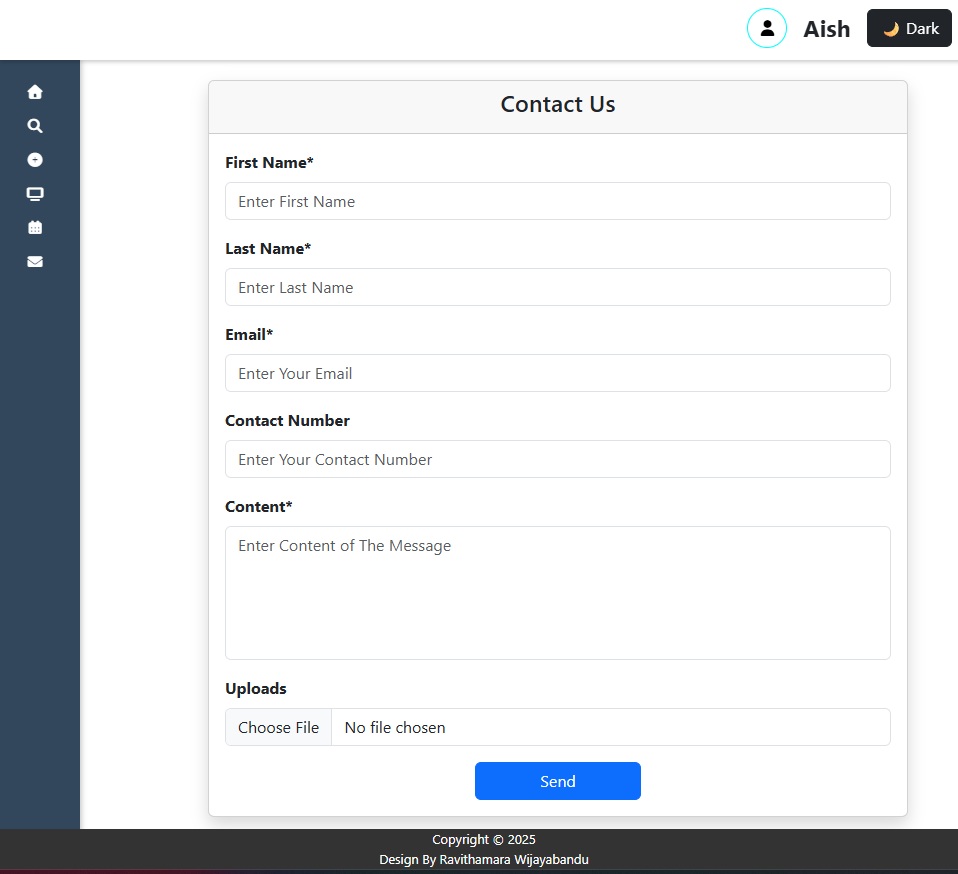 Aish
🌙 Dark
Contact Us
First Name*
Enter First Name
Last Name*
Enter Last Name
Email*
Enter Your Email
Contact Number
Enter Your Contact Number
Content*
Enter Content of The Message
Uploads
Choose File No file chosen
Send
Copyright © 2025
Design By Ravithamara Wijayabandu